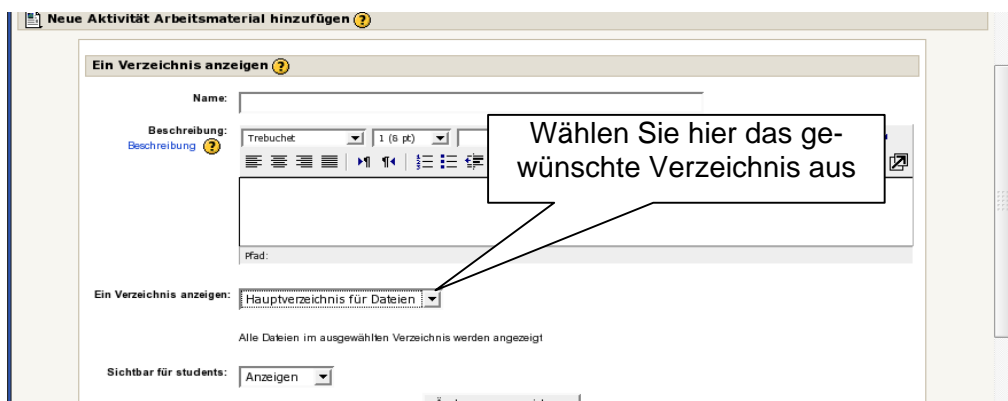 Neue Aktivität Arbeitsmaterial hinzufügen ?
Ein Verzeichnis anzeigen ?
Name:
Beschreibung:
Beschreibung ?
Trebuchet 1 (8 pt)
Wählen Sie hier das ge-
wünschte Verzeichnis aus
Pfad:
Ein Verzeichnis anzeigen: Hauptverzeichnis für Dateien
Alle Dateien im ausgewählten Verzeichnis werden angezeigt
Sichtbar für students: Anzeigen